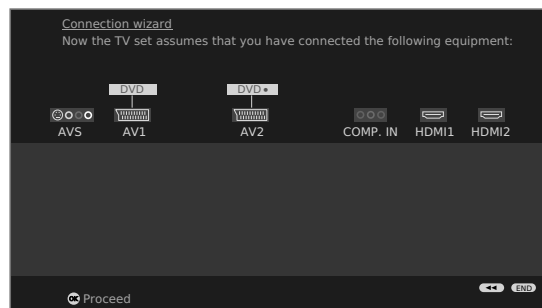 Connection wizard
Now the TV set assumes that you have connected the following equipment:
DVD DVD •
AVS AV1 AV2 COMP. IN HDMI1 HDMI2
OK Proceed
END